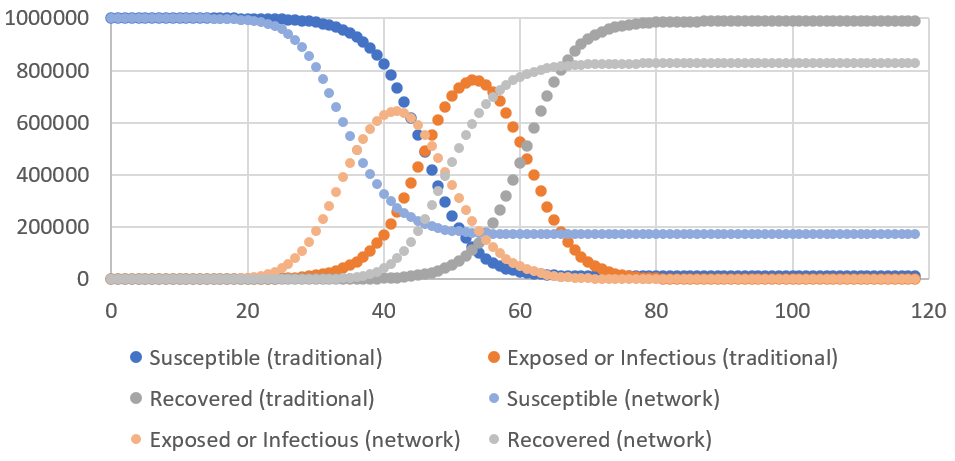 1000000
800000
600000
400000
200000
0
0 20 40 60 80 100 120
Susceptible (traditional) Exposed or Infectious (traditional)
Recovered (traditional) Susceptible (network)
Exposed or Infectious (network) Recovered (network)